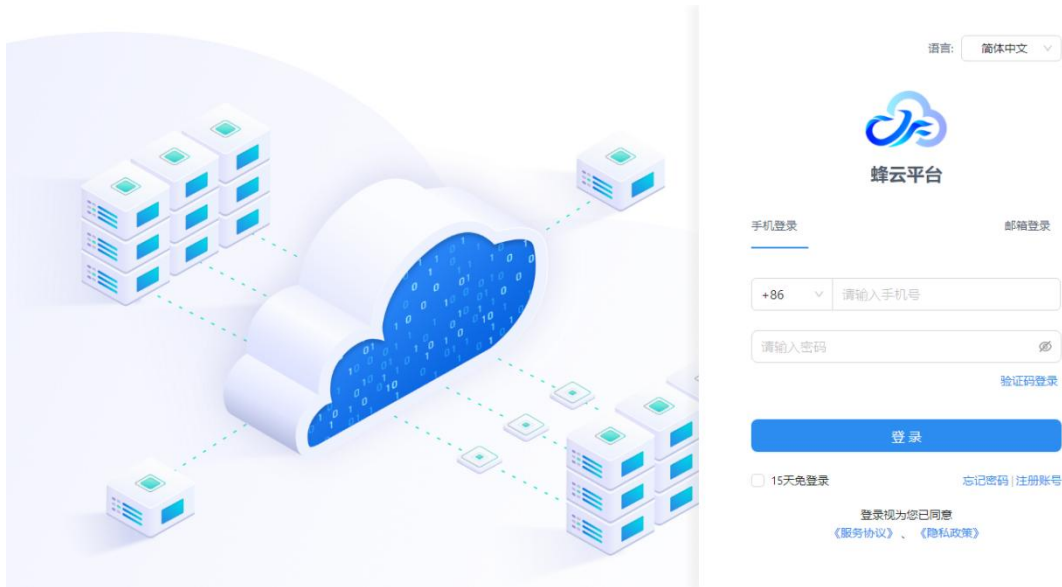 语言: 简体中文
蜂云平台
手机登录 邮箱登录
+86 请输入手机号
请输入密码
验证码登录
登 录
15天免登录 忘记密码 | 注册账号
登录视为您已同意
《服务协议》 、 《隐私政策》